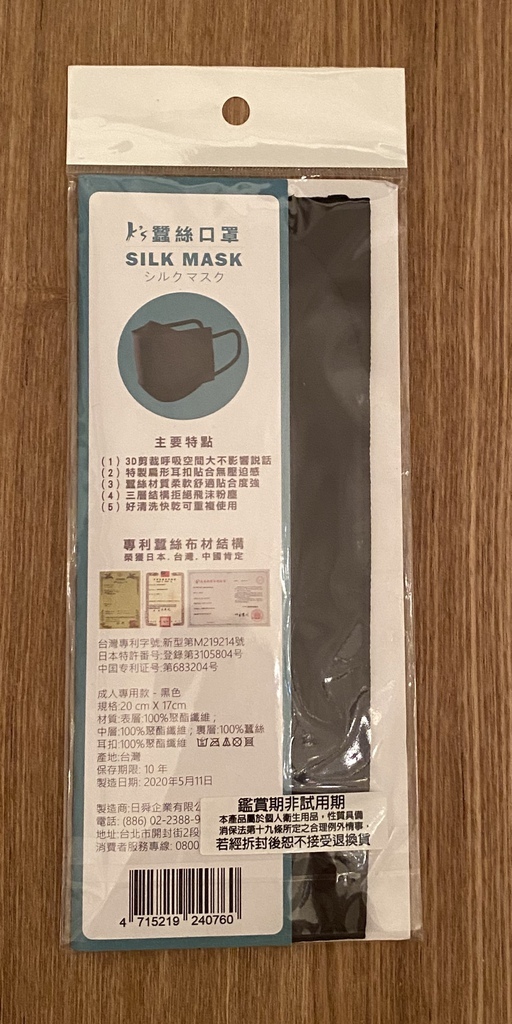 k's蠶絲口罩
SILK MASK
シルクマスク
主要特點
(1) 3D剪裁呼吸空間大不影響說話
(2) 特製扁形耳扣貼合無壓迫感
(3) 蠶絲材質柔軟舒適貼合度強
(4) 三層結構拒絕飛沫粉塵
(5) 好清洗快乾可重複使用
專利蠶絲布材結構
榮獲日本.台灣.中國肯定
台灣專利字號:新型第M219214號
日本特許番号:登錄第3105804号
中国专利证号:第683204号
成人專用款 - 黑色
規格:20 cm X 17cm
材質:表層:100%聚酯纖維;
中層:100%聚酯纖維;裏層:100%蠶絲
耳扣:100%聚酯纖維
產地:台灣
保存期限: 10 年
製造日期: 2020年5月11日
製造商:日舜企業有限公
電話: (886) 02-2388-9
地址:台北市開封街2段
消費者服務專線: 0800
鑑賞期非試用期
本產品屬於個人衛生用品，性質具備
消保法第十九條所定之合理例外情事，
若經拆封後恕不接受退換貨
4 715219 240760